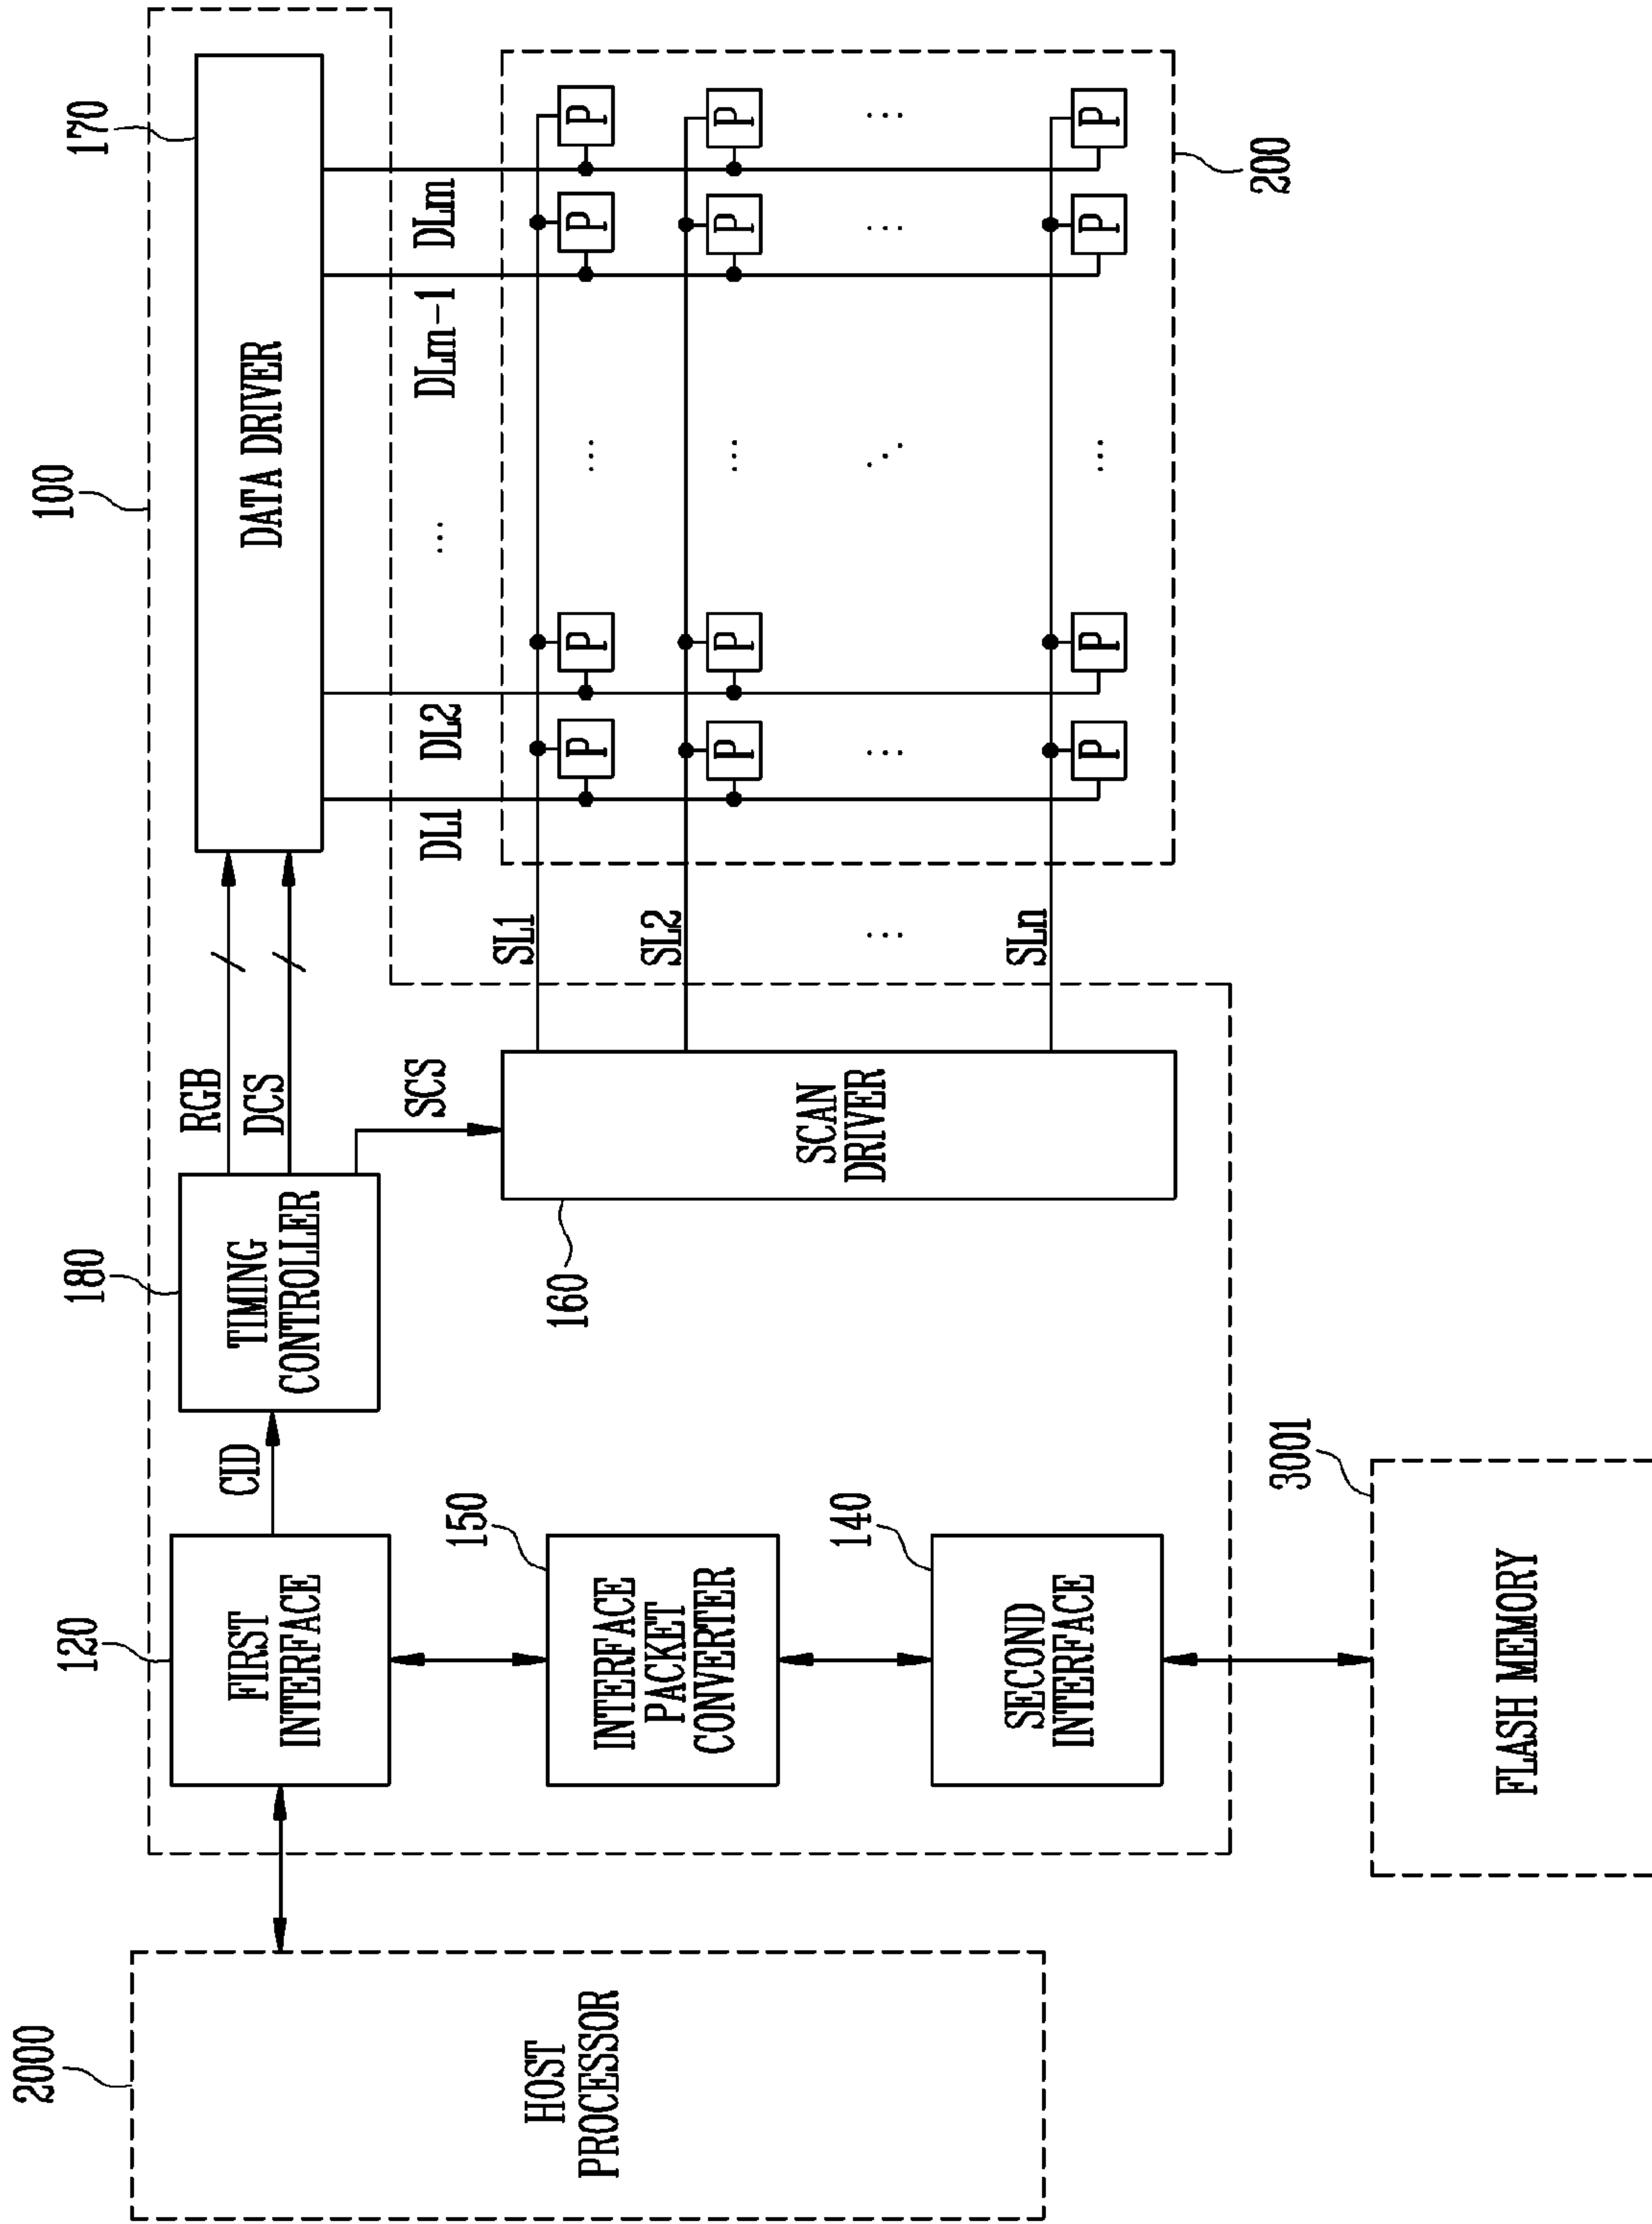 100
170
DATA DRIVER
180
TIMING
CONTROLLER
RGB
DCS
SCS
120
FIRST
INTERFACE
CID
2000
HOST
PROCESSOR
150
INTERFACE
PACKET
CONVERTER
140
SECOND
INTERFACE
160
SCAN
DRIVER
DL1
DL2
...
DLm-1
DLm
SL1
P
P
...
P
P
SL2
P
P
...
P
P
...
...
...
...
SLn
P
P
...
P
P
200
3001
FLASH MEMORY